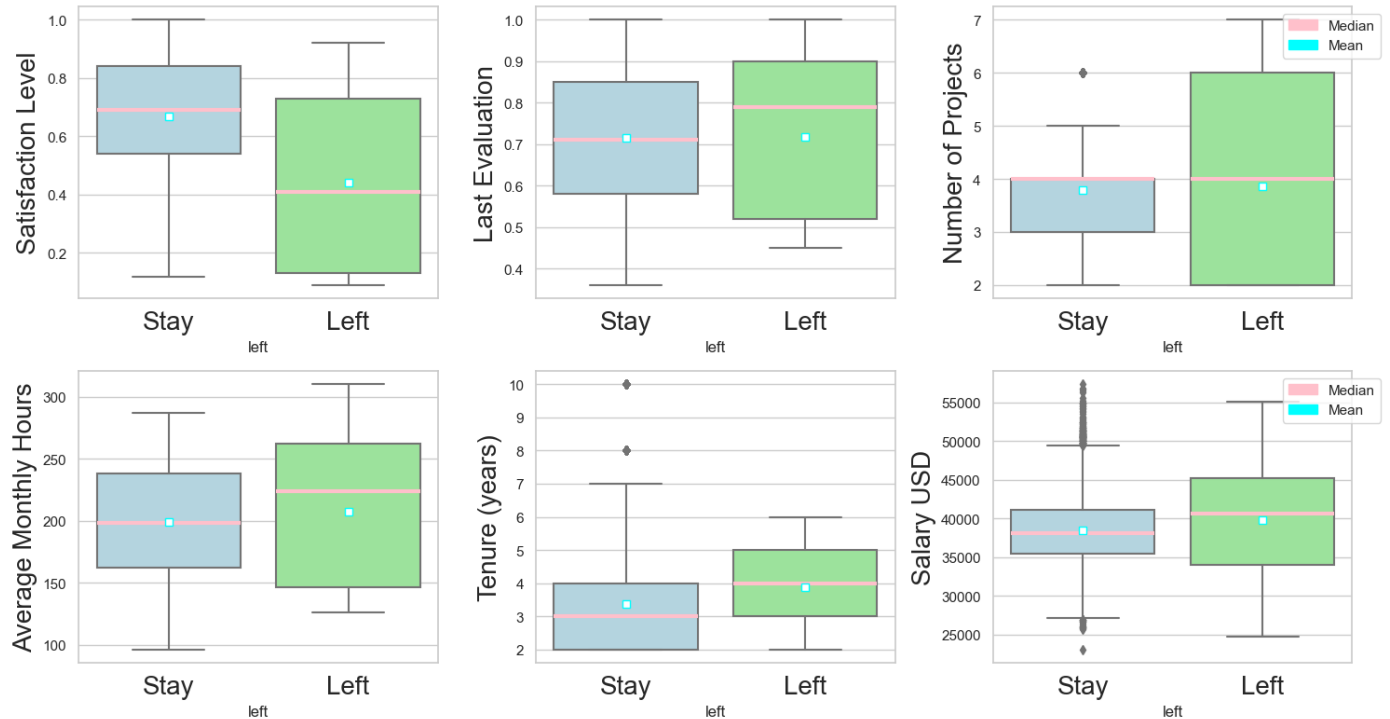 Satisfaction Level
1.0
0.8
0.6
0.4
0.2
Stay
Left
left
Last Evaluation
1.0
0.9
0.8
0.7
0.6
0.5
0.4
Stay
Left
left
Number of Projects
7
6
5
4
3
2
Median
Mean
Stay
Left
left
Average Monthly Hours
300
250
200
150
100
Stay
Left
left
Tenure (years)
10
9
8
7
6
5
4
3
2
Stay
Left
left
Salary USD
55000
50000
45000
40000
35000
30000
25000
Median
Mean
Stay
Left
left